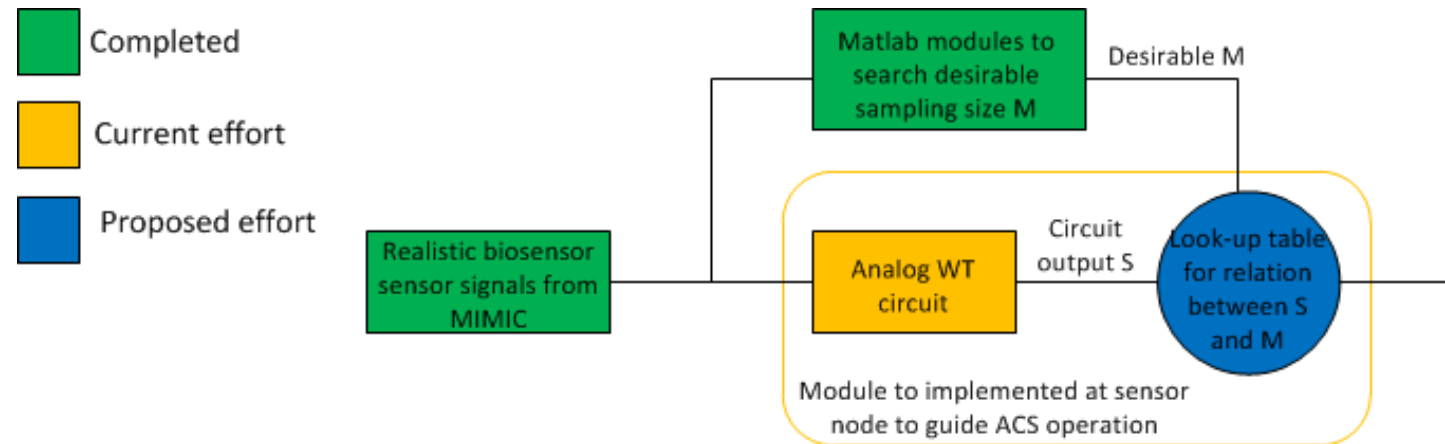 Completed
Current effort
Proposed effort
Matlab modules to
search desirable
sampling size M
Desirable M
Realistic biosensor
sensor signals from
MIMIC
Analog WT
circuit
Circuit
output S
Look-up table
for relation
between S
and M
Module to implemented at sensor
node to guide ACS operation